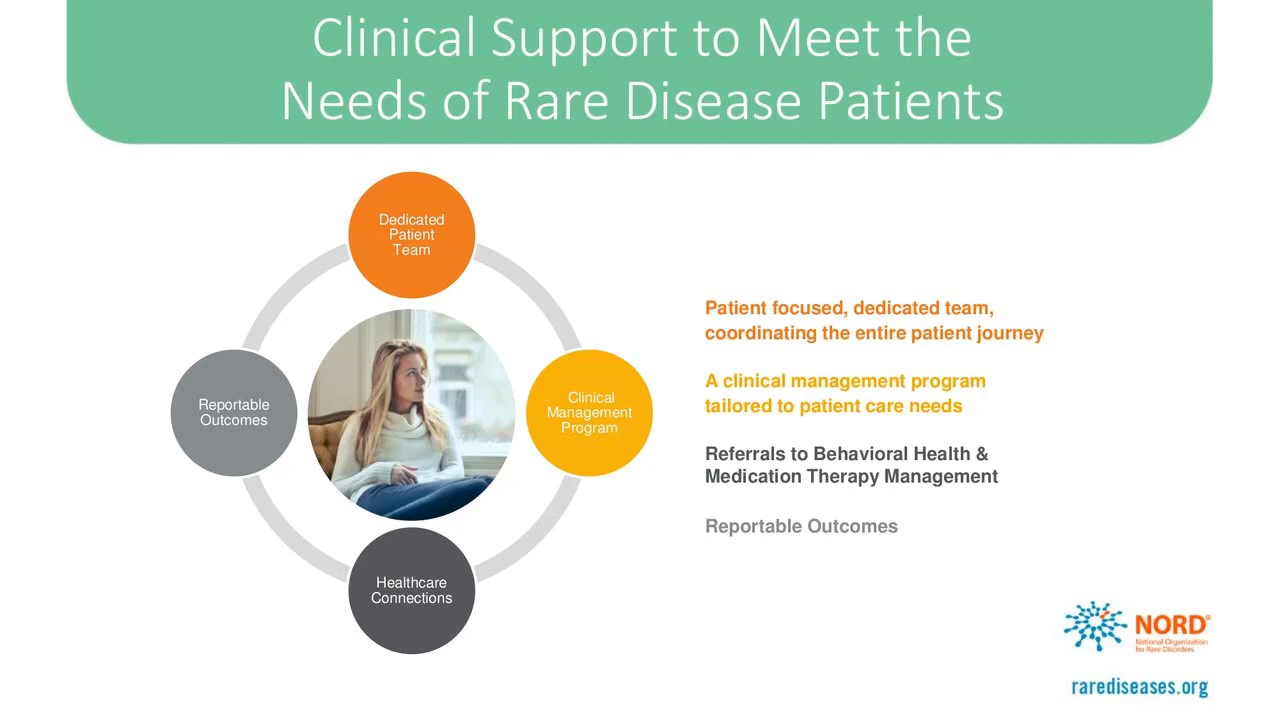 Clinical Support to Meet the
Needs of Rare Disease Patients
Dedicated
Patient
Team
Clinical
Management
Program
Healthcare
Connections
Reportable
Outcomes
Patient focused, dedicated team,
coordinating the entire patient journey
A clinical management program
tailored to patient care needs
Referrals to Behavioral Health &
Medication Therapy Management
Reportable Outcomes
NORD®
National Organization
for Rare Disorders
rarediseases.org